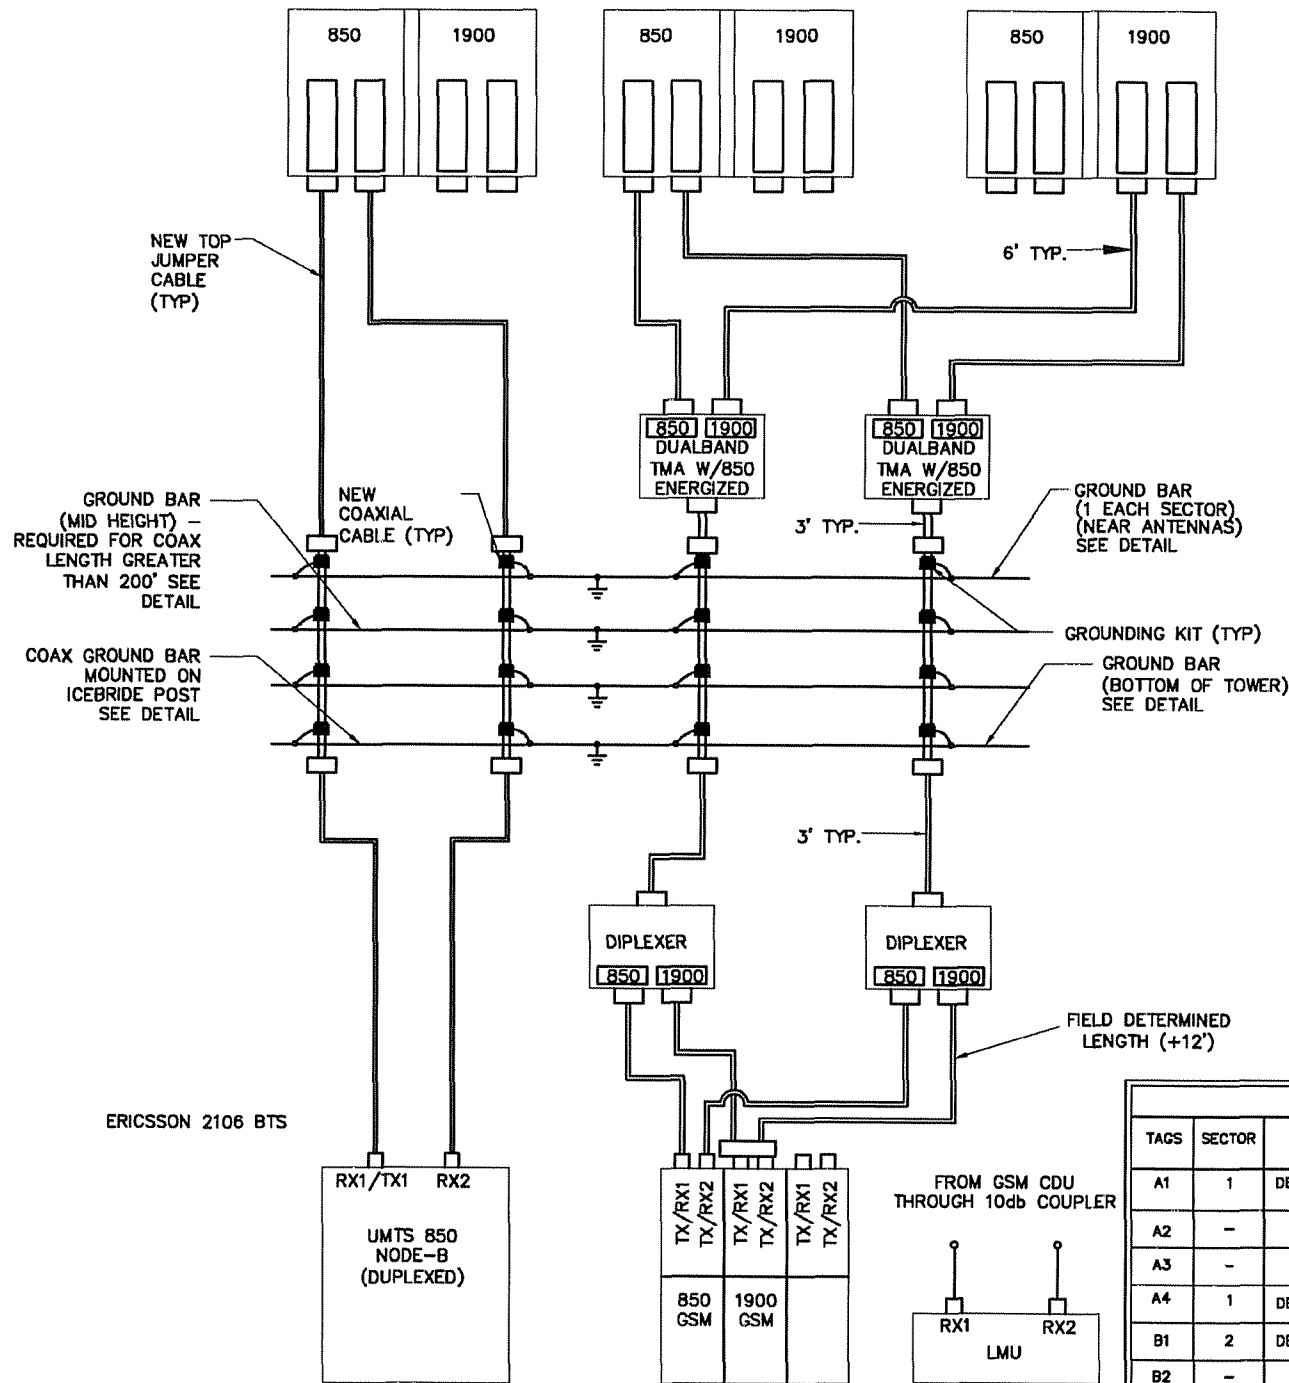 850
1900
850
1900
850
1900
NEW TOP
JUMPER
CABLE
(TYP)
6' TYP.
850
1900
DUALBAND
TMA W/850
ENERGIZED
850
1900
DUALBAND
TMA W/850
ENERGIZED
GROUND BAR
(MID HEIGHT) –
REQUIRED FOR COAX
LENGTH GREATER
THAN 200' SEE
DETAIL
NEW
COAXIAL
CABLE (TYP)
3' TYP.
GROUND BAR
(1 EACH SECTOR)
(NEAR ANTENNAS)
SEE DETAIL
GROUNDING KIT (TYP)
COAX GROUND BAR
MOUNTED ON
ICEBRIDE POST
SEE DETAIL
GROUND BAR
(BOTTOM OF TOWER)
SEE DETAIL
3' TYP.
DIPLEXER
850
1900
DIPLEXER
850
1900
FIELD DETERMINED
LENGTH (+12')
ERICSSON 2106 BTS
RX1/TX1
RX2
UMTS 850
NODE–B
(DUPLEXED)
TX/RX1
TX/RX2
TX/RX1
TX/RX2
TX/RX1
TX/RX2
850
GSM
1900
GSM
FROM GSM CDU
THROUGH 10db COUPLER
RX1
RX2
LMU
TAGS SECTOR
A1 1 DE
A2 –
A3 –
A4 1 DE
B1 2 DE
B2 –